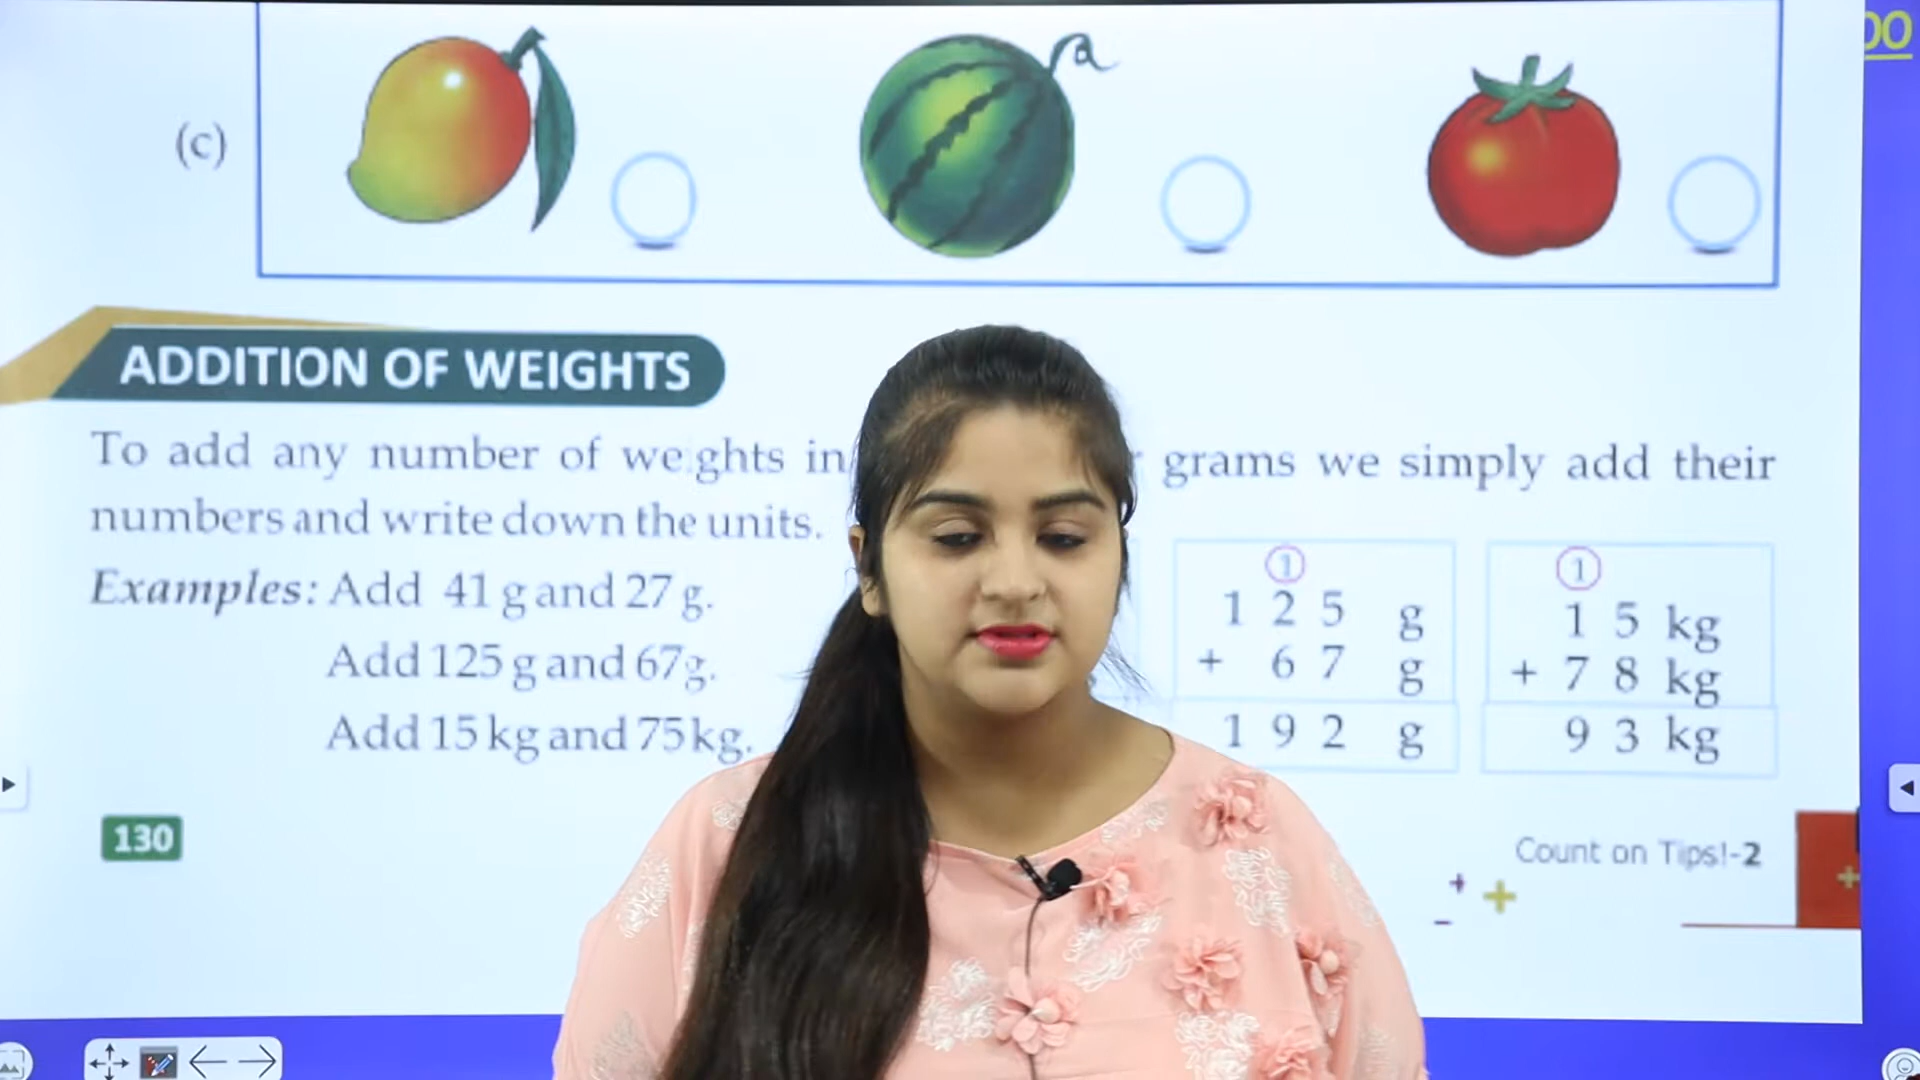 00
(c)
ADDITION OF WEIGHTS
To add any number of weights in grams we simply add their
numbers and write down the units.
Examples: Add 41 g and 27 g.
Add 125 g and 67g.
Add 15 kg and 75kg.
1
1 2 5 g
+ 6 7 g
1 9 2 g
1
1 5 kg
+ 7 8 kg
9 3 kg
130
Count on Tips!-2